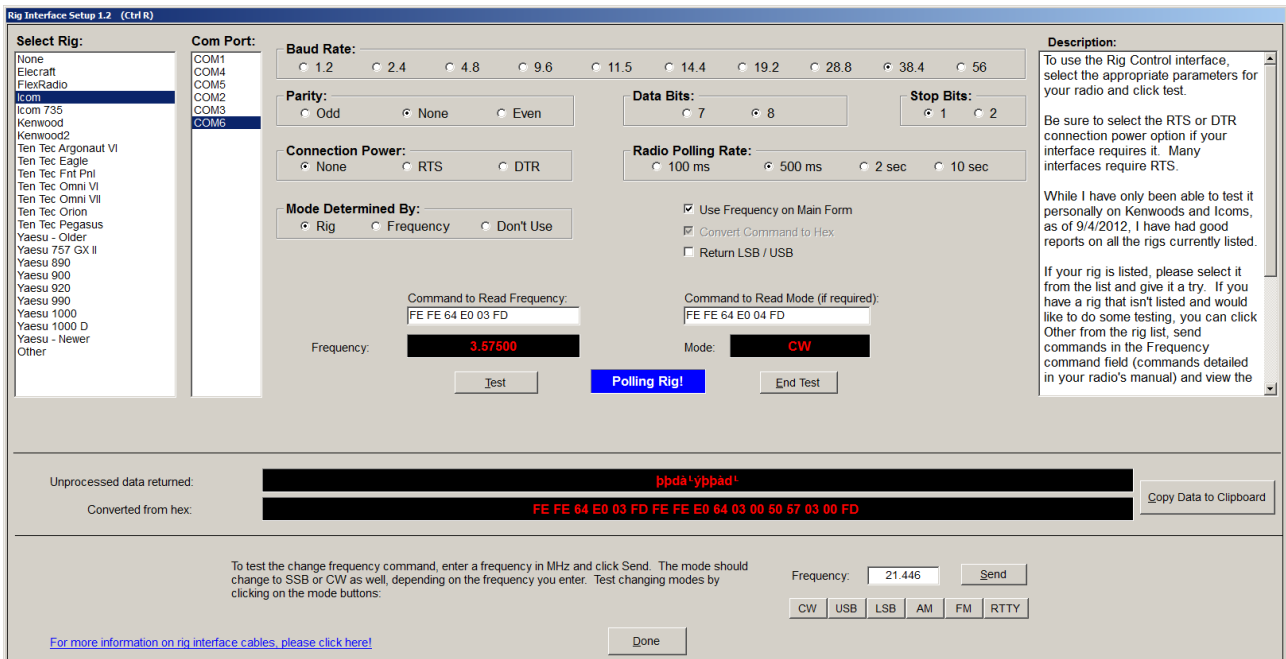 Rig Interface Setup 1.2 (Ctrl R)
Select Rig:
None
Elecraft
FlexRadio
Icom
Icom 735
Kenwood
Kenwood2
Ten Tec Argonaut VI
Ten Tec Eagle
Ten Tec Fnt Pnl
Ten Tec Omni VI
Ten Tec Omni VII
Ten Tec Orion
Ten Tec Pegasus
Yaesu - Older
Yaesu 757 GX II
Yaesu 890
Yaesu 900
Yaesu 920
Yaesu 990
Yaesu 1000
Yaesu 1000 D
Yaesu - Newer
Other
Com Port:
COM1
COM4
COM5
COM2
COM3
COM6
Baud Rate:
1.2 2.4 4.8 9.6 11.5 14.4 19.2 28.8 38.4 56
Parity:
Odd None Even
Data Bits:
7 8
Stop Bits:
1 2
Connection Power:
None RTS DTR
Radio Polling Rate:
100 ms 500 ms 2 sec 10 sec
Mode Determined By:
Rig Frequency Don't Use
Use Frequency on Main Form
Convert Command to Hex
Return LSB / USB
Command to Read Frequency:
FE FE 64 E0 03 FD
Command to Read Mode (if required):
FE FE 64 E0 04 FD
Frequency: 3.57500
Mode: CW
Test Polling Rig! End Test
Description:
To use the Rig Control interface,
select the appropriate parameters for
your radio and click test.
Be sure to select the RTS or DTR
connection power option if your
interface requires it. Many
interfaces require RTS.
While I have only been able to test it
personally on Kenwoods and Icoms,
as of 9/4/2012, I have had good
reports on all the rigs currently listed.
If your rig is listed, please select it
from the list and give it a try. If you
have a rig that isn't listed and would
like to do some testing, you can click
Other from the rig list, send
commands in the Frequency
command field (commands detailed
in your radio's manual) and view the
Unprocessed data returned: þþdà└ýþþàd└
Converted from hex: FE FE 64 E0 03 FD FE FE E0 64 03 00 50 57 03 00 FD
Copy Data to Clipboard
To test the change frequency command, enter a frequency in MHz and click Send. The mode should
change to SSB or CW as well, depending on the frequency you enter. Test changing modes by
clicking on the mode buttons:
Frequency: 21.446 Send
CW USB LSB AM FM RTTY
For more information on rig interface cables, please click here!
Done